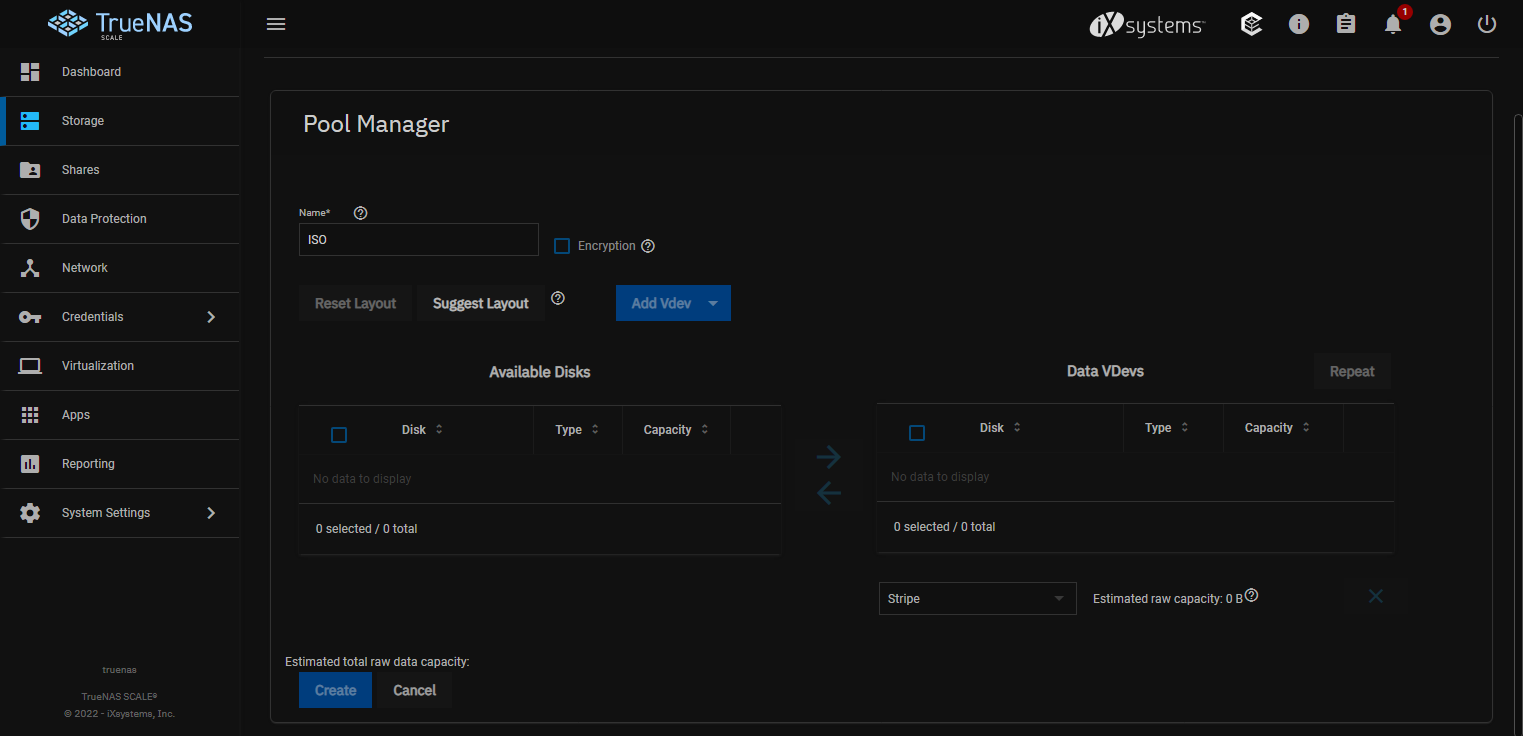 TrueNAS
SCALE
iXsystems™
1
Dashboard
Storage
Shares
Data Protection
Network
Credentials
Virtualization
Apps
Reporting
System Settings
truenas
TrueNAS SCALE®
© 2022 - iXsystems, Inc.
Pool Manager
Name*
ISO
Encryption
Reset Layout Suggest Layout Add Vdev
Available Disks
Disk Type Capacity
No data to display
0 selected / 0 total
Data VDevs Repeat
Disk Type Capacity
No data to display
0 selected / 0 total
Stripe Estimated raw capacity: 0 B
Estimated total raw data capacity:
Create Cancel